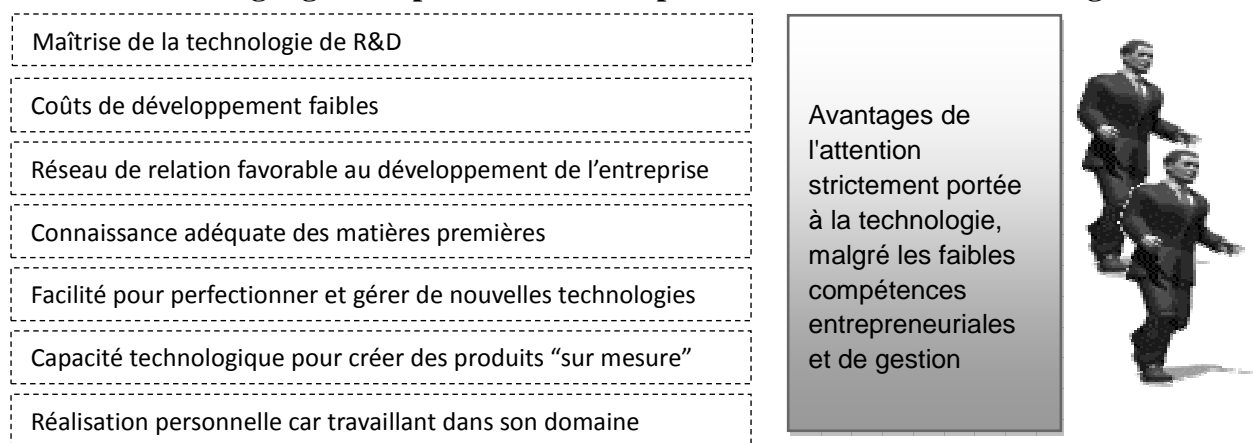 Maîtrise de la technologie de R&D
Coûts de développement faibles
Réseau de relation favorable au développement de l’entreprise
Connaissance adéquate des matières premières
Facilité pour perfectionner et gérer de nouvelles technologies
Capacité technologique pour créer des produits “sur mesure”
Réalisation personnelle car travaillant dans son domaine
Avantages de
l'attention
strictement portée
à la technologie,
malgré les faibles
compétences
entrepreneuriales
et de gestion